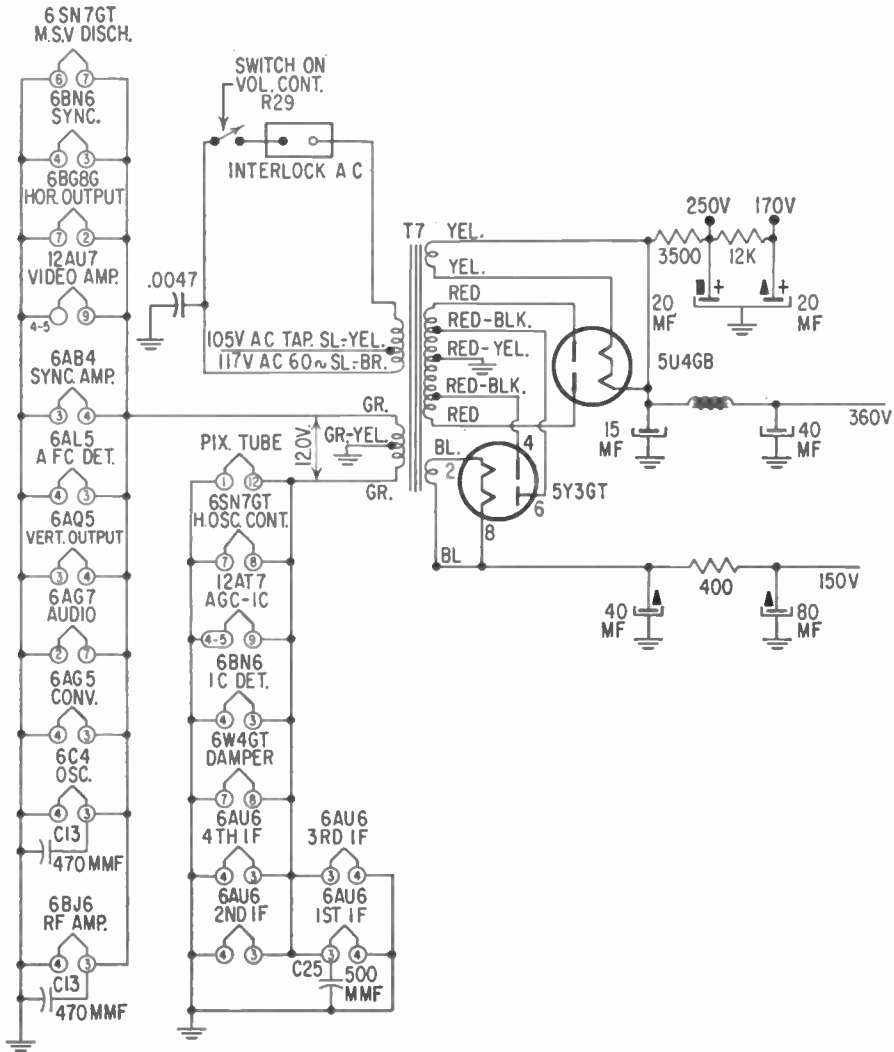 6SN7GT
M.S.V DISCH.
6 7
6BN6
SYNC.
4 3
6BG8G
HOR. OUTPUT
7 2
12AU7
VIDEO AMP.
4-5 9
6AB4
SYNC. AMP.
3 4
6AL5
AFC DET.
4 3
6AQ5
VERT. OUTPUT
3 4
6AG7
AUDIO
2 7
6AG5
CONV.
4 3
6C4
OSC.
4 3
C13
470 MMF
6BJ6
RF AMP.
4 3
C13
470 MMF
SWITCH ON
VOL. CONT.
R29
INTERLOCK A C
.0047
105V AC TAP. SL-YEL.
117V AC 60~ SL-BR.
T7
GR.
GR-YEL.
12.0V.
GR.
PIX. TUBE
1 12
6SN7GT
H.OSC. CONT.
7 8
12AT7
AGC-IC
4-5 9
6BN6
IC DET.
4 3
6W4GT
DAMPER
7 8
6AU6
4TH IF
4 3
6AU6
2ND IF
4 3
6AU6
3RD IF
3 4
6AU6
1ST IF
3 4
C25
500
MMF
YEL.
YEL.
RED
RED-BLK.
RED-YEL.
RED-BLK.
RED
BL.
2
4
6
8
BL
5U4GB
5Y3GT
250V
170V
3500
12K
20
MF
+
+
20
MF
15
MF
40
MF
360V
400
150V
40
MF
80
MF